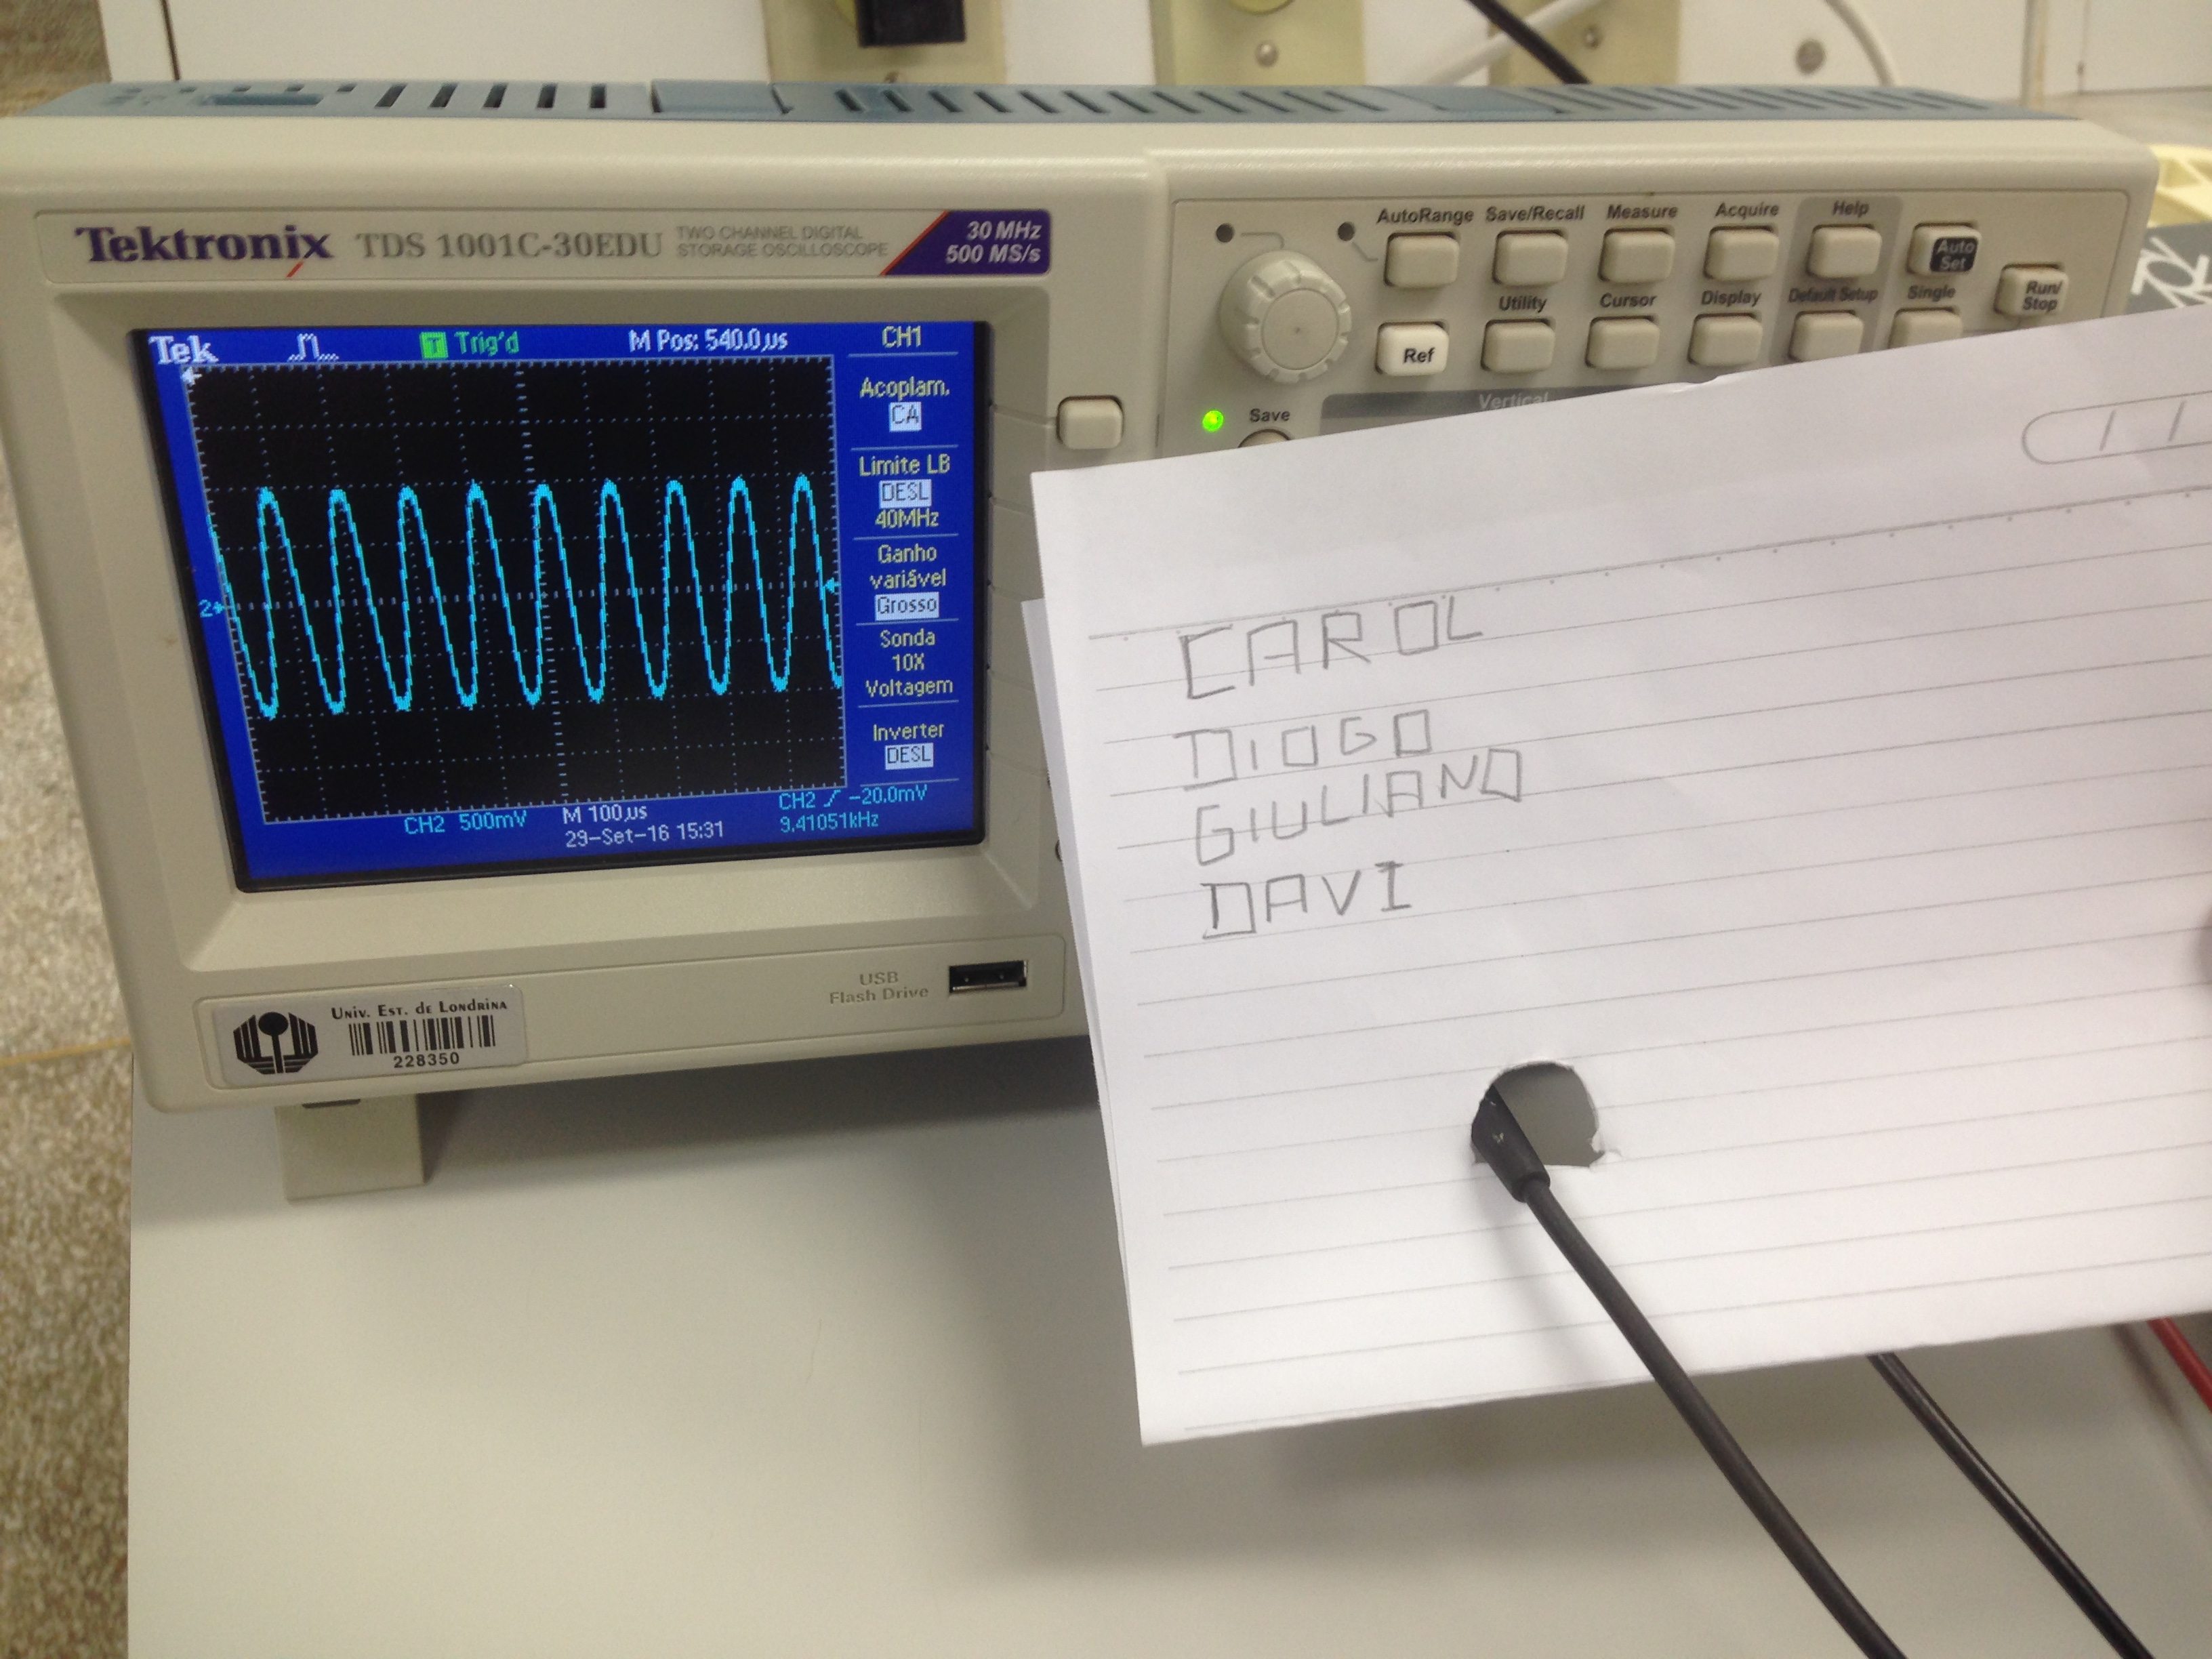 Tektronix TDS 1001C-30EDU TWO CHANNEL DIGITAL STORAGE OSCILLOSCOPE 30 MHz 500 MS/s
Tek T Trig'd M Pos: 540.0µs CH1
Acoplam.
CA
Limite LB
DESL
40MHz
Ganho
variável
Grosso
Sonda
10X
Voltagem
Inverter
DESL
2
CH2 500mV M 100µs CH2 -20.0mV
29-Set-16 15:31 9.41051kHz
AutoRange Save/Recall Measure Acquire Help Auto Set
Ref Utility Cursor Display Default Setup Single Run/Stop
Save Vertical
USB
Flash Drive
Univ. Est. de Londrina
228350
CAROL
DIOGO
GIULIANO
DAVI